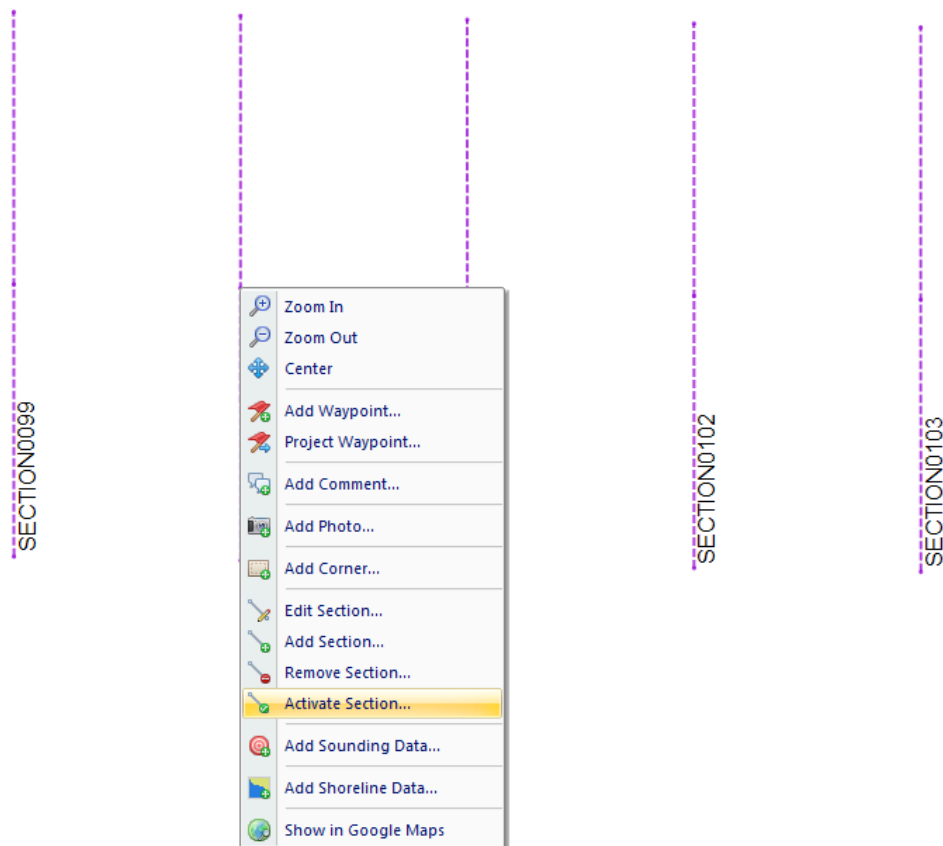 SECTION0099
Zoom In
Zoom Out
Center
Add Waypoint...
Project Waypoint...
Add Comment...
Add Photo...
Add Corner...
Edit Section...
Add Section...
Remove Section...
Activate Section...
Add Sounding Data...
Add Shoreline Data...
Show in Google Maps
SECTION0102
SECTION0103